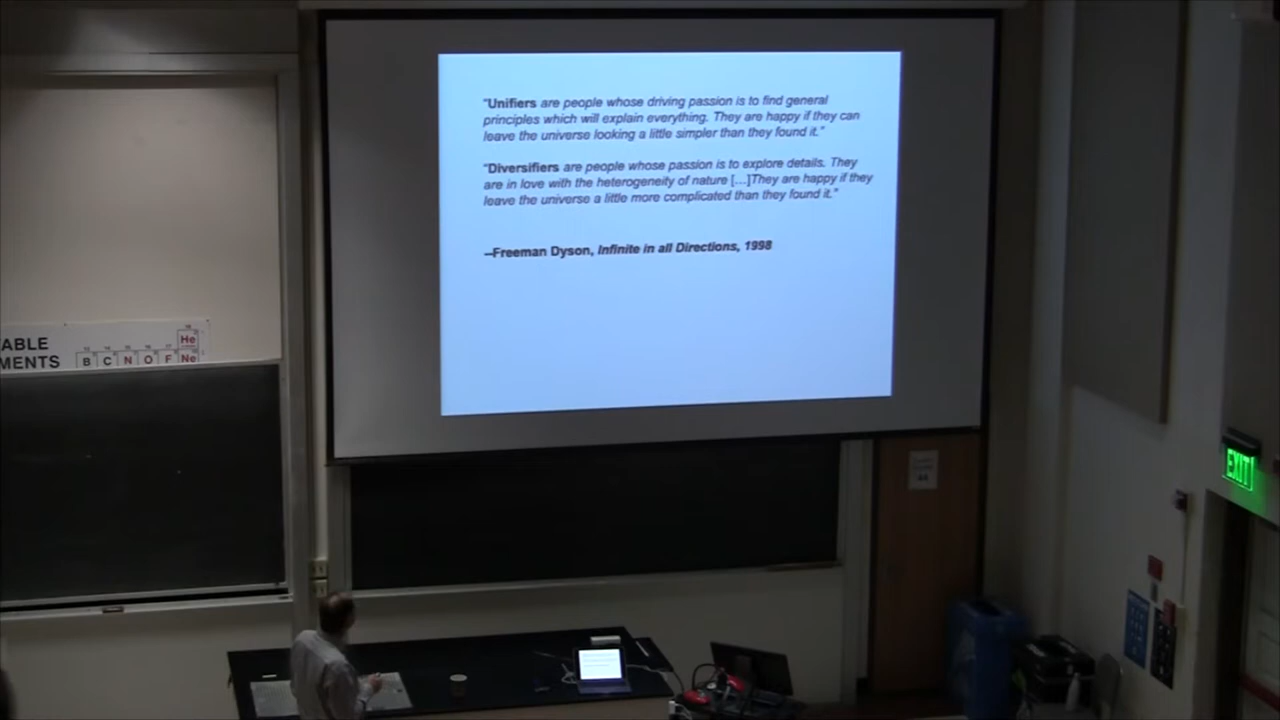 "Unifiers are people whose driving passion is to find general
principles which will explain everything. They are happy if they can
leave the universe looking a little simpler than they found it."
"Diversifiers are people whose passion is to explore details. They
are in love with the heterogeneity of nature [...]They are happy if they
leave the universe a little more complicated than they found it."
–Freeman Dyson, Infinite in all Directions, 1998
ABLE
MENTS
He
B C N O F Ne
EXIT